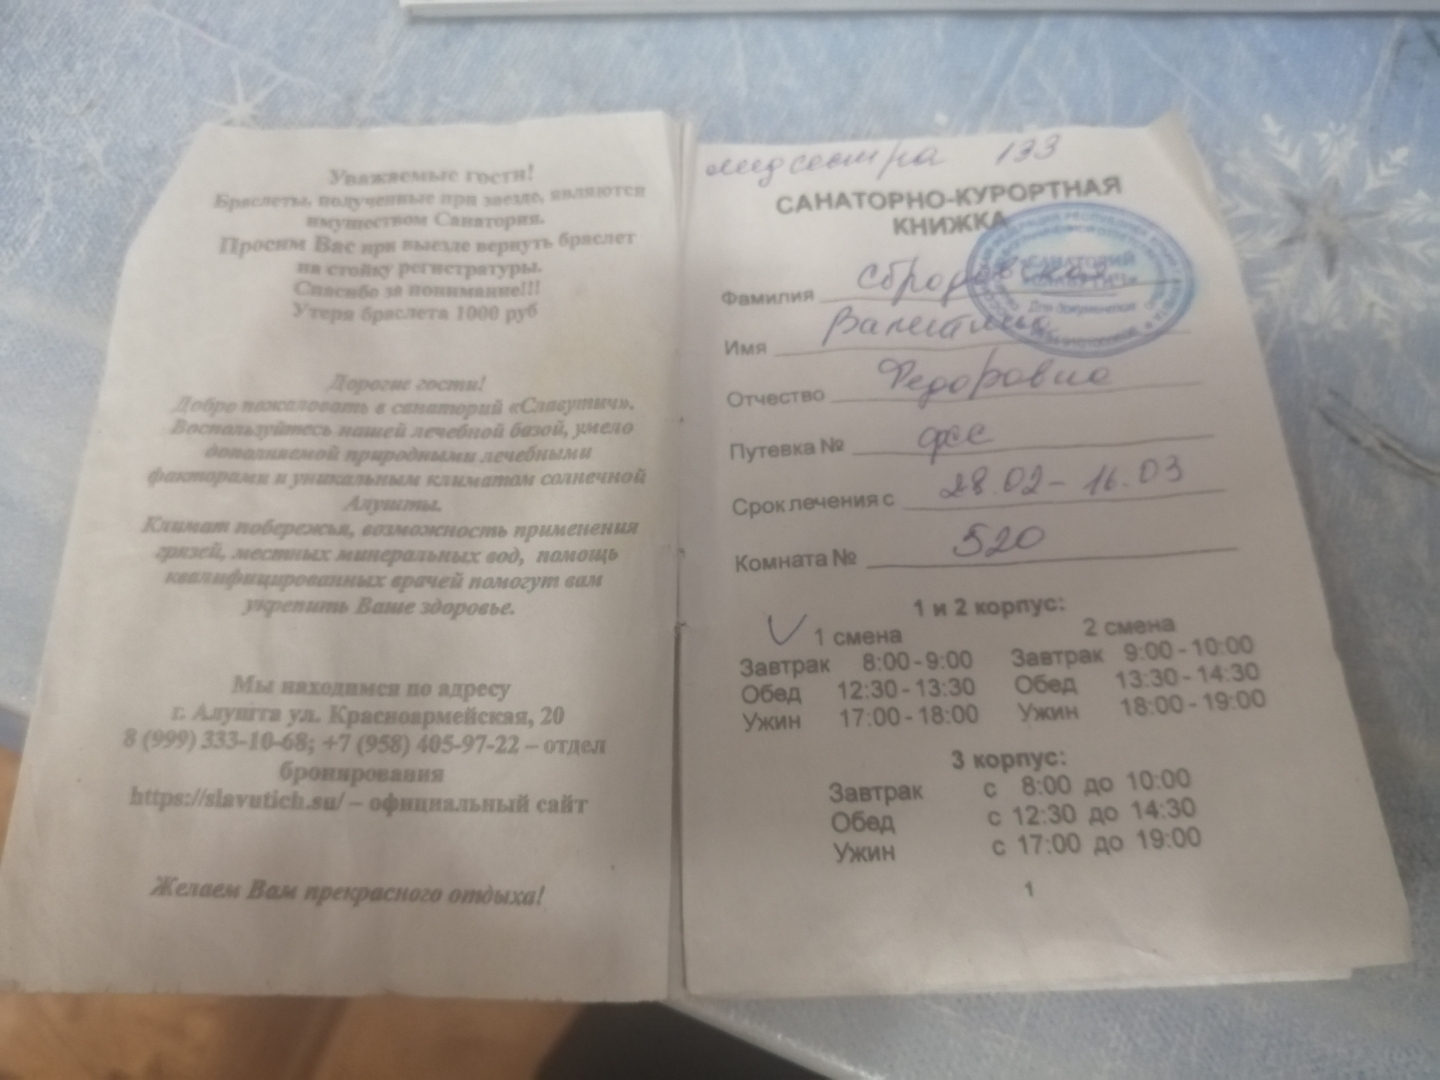 Уважаемые гости!
Браслеты, полученные при заезде, являются
имуществом Санатория.
Просим Вас при выезде вернуть браслет
на стойку регистратуры.
Спасибо за понимание!!!
Утеря браслета 1000 руб
Дорогие гости!
Добро пожаловать в санаторий «Славутич».
Воспользуйтесь нашей лечебной базой, умело
дополняемой природными лечебными
факторами и уникальным климатом солнечной
Алушты.
Климат побережья, возможность применения
грязей, местных минеральных вод, помощь
квалифицированных врачей помогут вам
укрепить Ваше здоровье.
Мы находимся по адресу
г. Алушта ул. Красноармейская, 20
8 (999) 333-10-68; +7 (958) 405-97-22 – отдел
бронирования
https://slavutich.su/ – официальный сайт
Желаем Вам прекрасного отдыха!
медсестра 133
САНАТОРНО-КУРОРТНАЯ
КНИЖКА
САНАТОРИЙ
«СЛАВУТИЧ»
Для документов
Фамилия Сбродовская
Имя Валентина
Отчество Федоровна
Путевка № фсс
Срок лечения с 28.02 – 16.03
Комната № 520
1 и 2 корпус:
1 смена 2 смена
Завтрак 8:00 - 9:00 Завтрак 9:00 - 10:00
Обед 12:30 - 13:30 Обед 13:30 - 14:30
Ужин 17:00 - 18:00 Ужин 18:00 - 19:00
3 корпус:
Завтрак с 8:00 до 10:00
Обед с 12:30 до 14:30
Ужин с 17:00 до 19:00
1